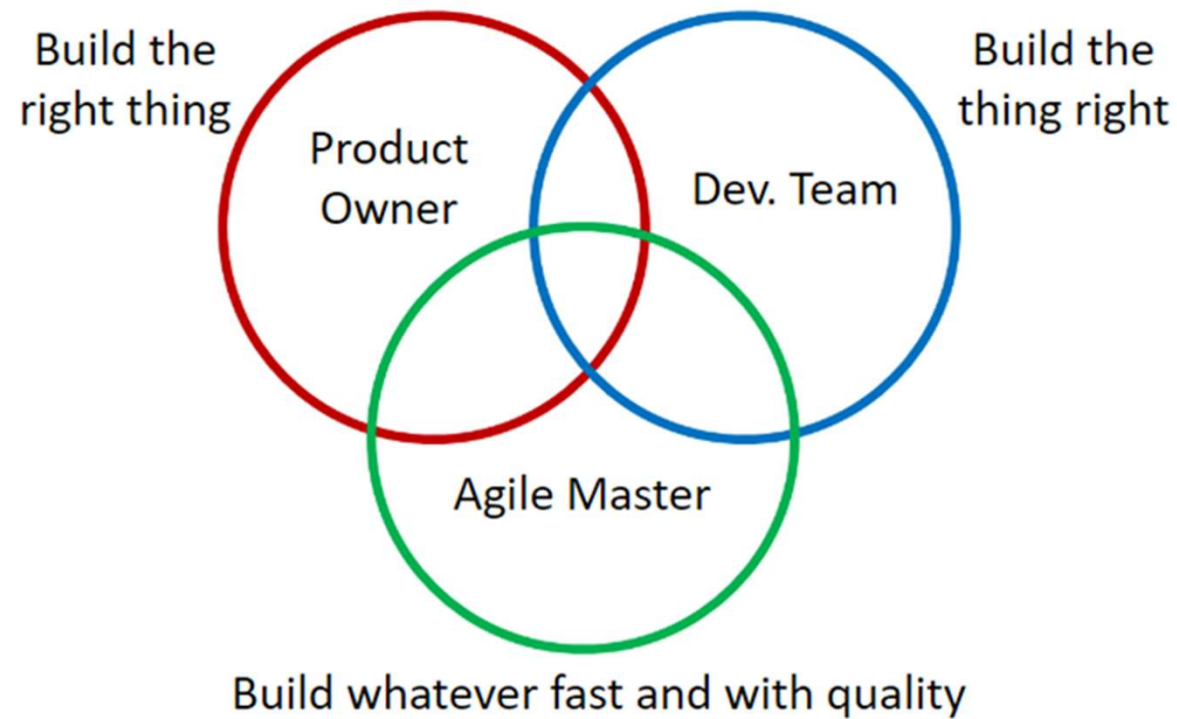 Build the
right thing
Build the
thing right
Product
Owner
Dev. Team
Agile Master
Build whatever fast and with quality